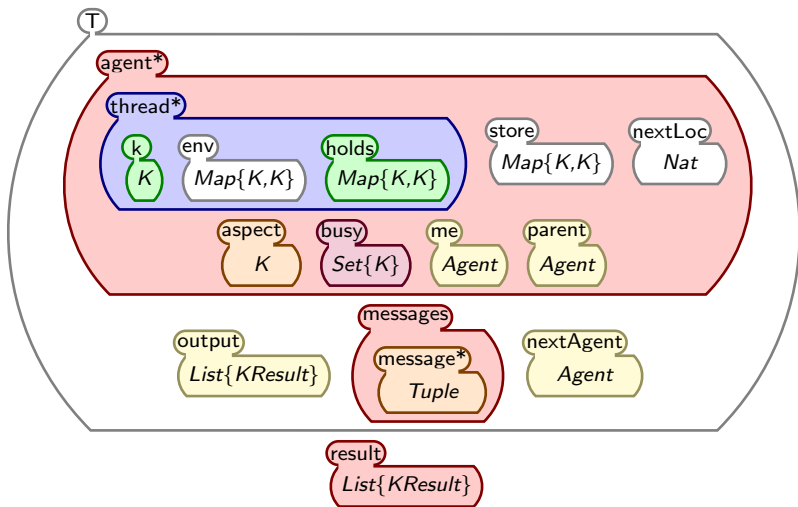 T
agent*
thread*
k env holds store nextLoc
K Map{K,K} Map{K,K} Map{K,K} Nat
aspect busy me parent
K Set{K} Agent Agent
messages
output message* nextAgent
List{KResult} Tuple Agent
result
List{KResult}